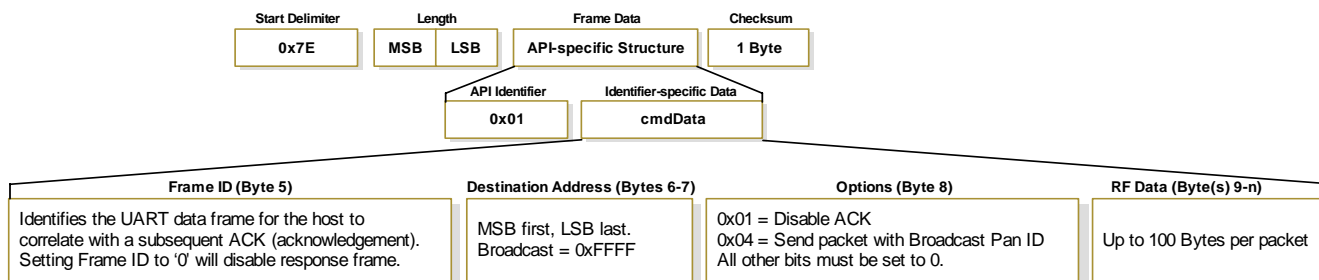 Start Delimiter
Length
Frame Data
Checksum
0x7E
MSB
LSB
API-specific Structure
1 Byte
API Identifier
Identifier-specific Data
0x01
cmdData
Frame ID (Byte 5)
Destination Address (Bytes 6-7)
Options (Byte 8)
RF Data (Byte(s) 9-n)
Identifies the UART data frame for the host to
correlate with a subsequent ACK (acknowledgement).
Setting Frame ID to ‘0’ will disable response frame.
MSB first, LSB last.
Broadcast = 0xFFFF
0x01 = Disable ACK
0x04 = Send packet with Broadcast Pan ID
All other bits must be set to 0.
Up to 100 Bytes per packet